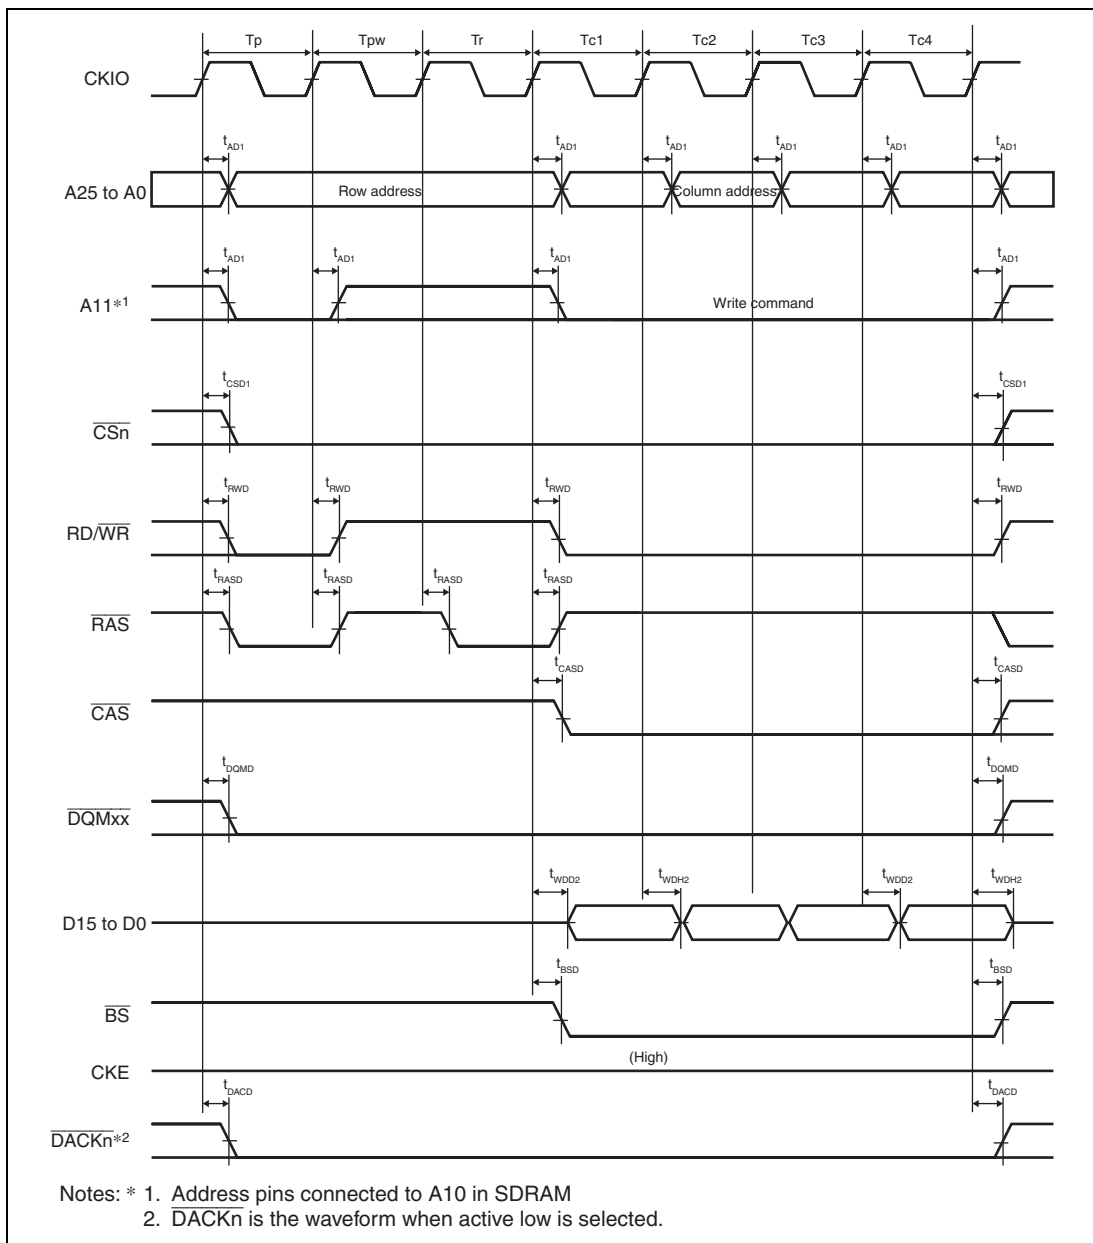 Tp Tpw Tr Tc1 Tc2 Tc3 Tc4
CKIO
tAD1 tAD1 tAD1 tAD1 tAD1 tAD1
A25 to A0 Row address Column address
tAD1 tAD1 tAD1 tAD1
A11*1 Write command
tCSD1 tCSD1
CSn
tRWD tRWD tRWD tRWD
RD/WR
tRASD tRASD tRASD tRASD
RAS
tCASD tCASD
CAS
tDQMD tDQMD
DQMxx
tWDD2 tWDH2 tWDD2 tWDH2
D15 to D0
tBSD tBSD
BS
(High)
CKE
tDACD tDACD
DACKn*2
Notes: * 1. Address pins connected to A10 in SDRAM
2. DACKn is the waveform when active low is selected.